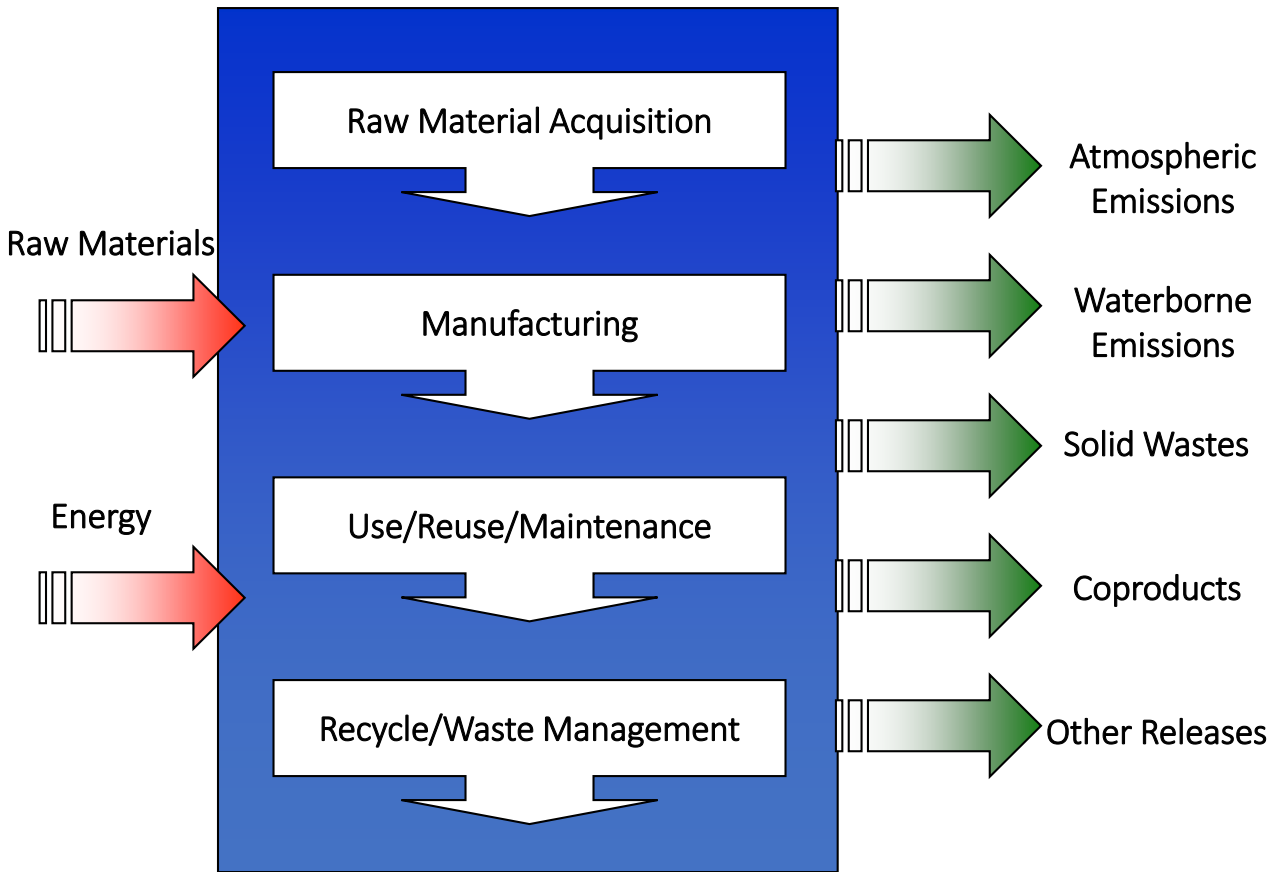 Raw Material Acquisition
Atmospheric
Emissions
Raw Materials
Manufacturing
Waterborne
Emissions
Solid Wastes
Energy
Use/Reuse/Maintenance
Coproducts
Recycle/Waste Management
Other Releases